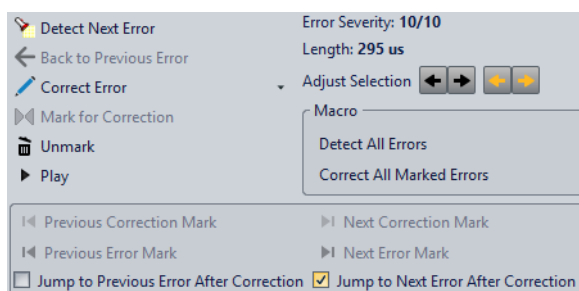 Detect Next Error
Back to Previous Error
Correct Error
Mark for Correction
Unmark
Play
Error Severity: 10/10
Length: 295 us
Adjust Selection
Macro
Detect All Errors
Correct All Marked Errors
Previous Correction Mark
Next Correction Mark
Previous Error Mark
Next Error Mark
Jump to Previous Error After Correction
Jump to Next Error After Correction